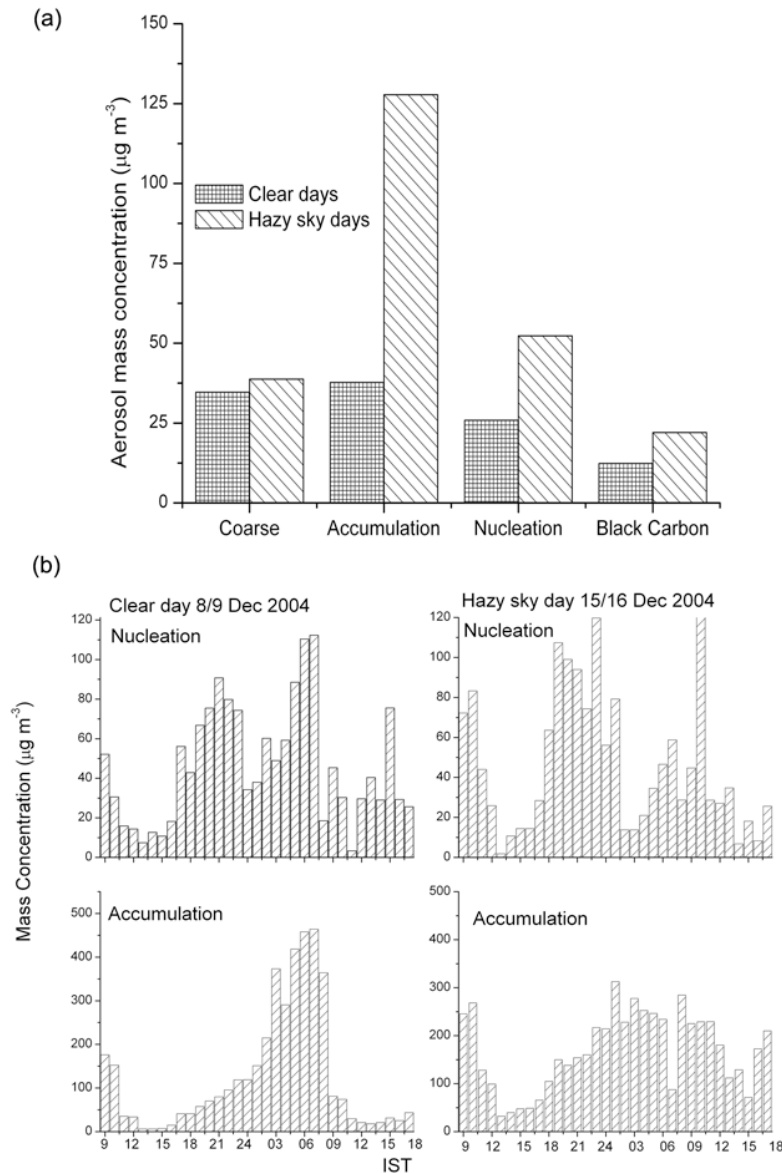 (a)
Aerosol mass concentration (μg m⁻³)
150
125
100
75
50
25
0
Clear days
Hazy sky days
Coarse Accumulation Nucleation Black Carbon
(b)
Mass Concentration (μg m⁻³)
Clear day 8/9 Dec 2004
Nucleation
120
100
80
60
40
20
0
Hazy sky day 15/16 Dec 2004
Nucleation
120
100
80
60
40
20
0
Accumulation
500
400
300
200
100
0
9 12 15 18 21 24 03 06 09 12 15 18
Accumulation
500
400
300
200
100
0
9 12 15 18 21 24 03 06 09 12 15 18
IST